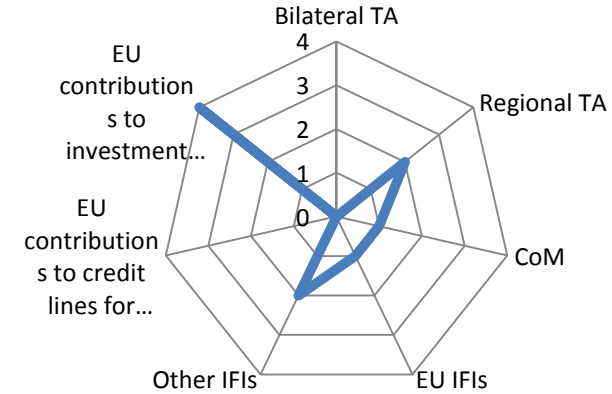 Bilateral TA
4
3
2
1
0
Regional TA
CoM
EU IFIs
Other IFIs
EU
contribution
s to credit
lines for…
EU
contribution
s to
investment…